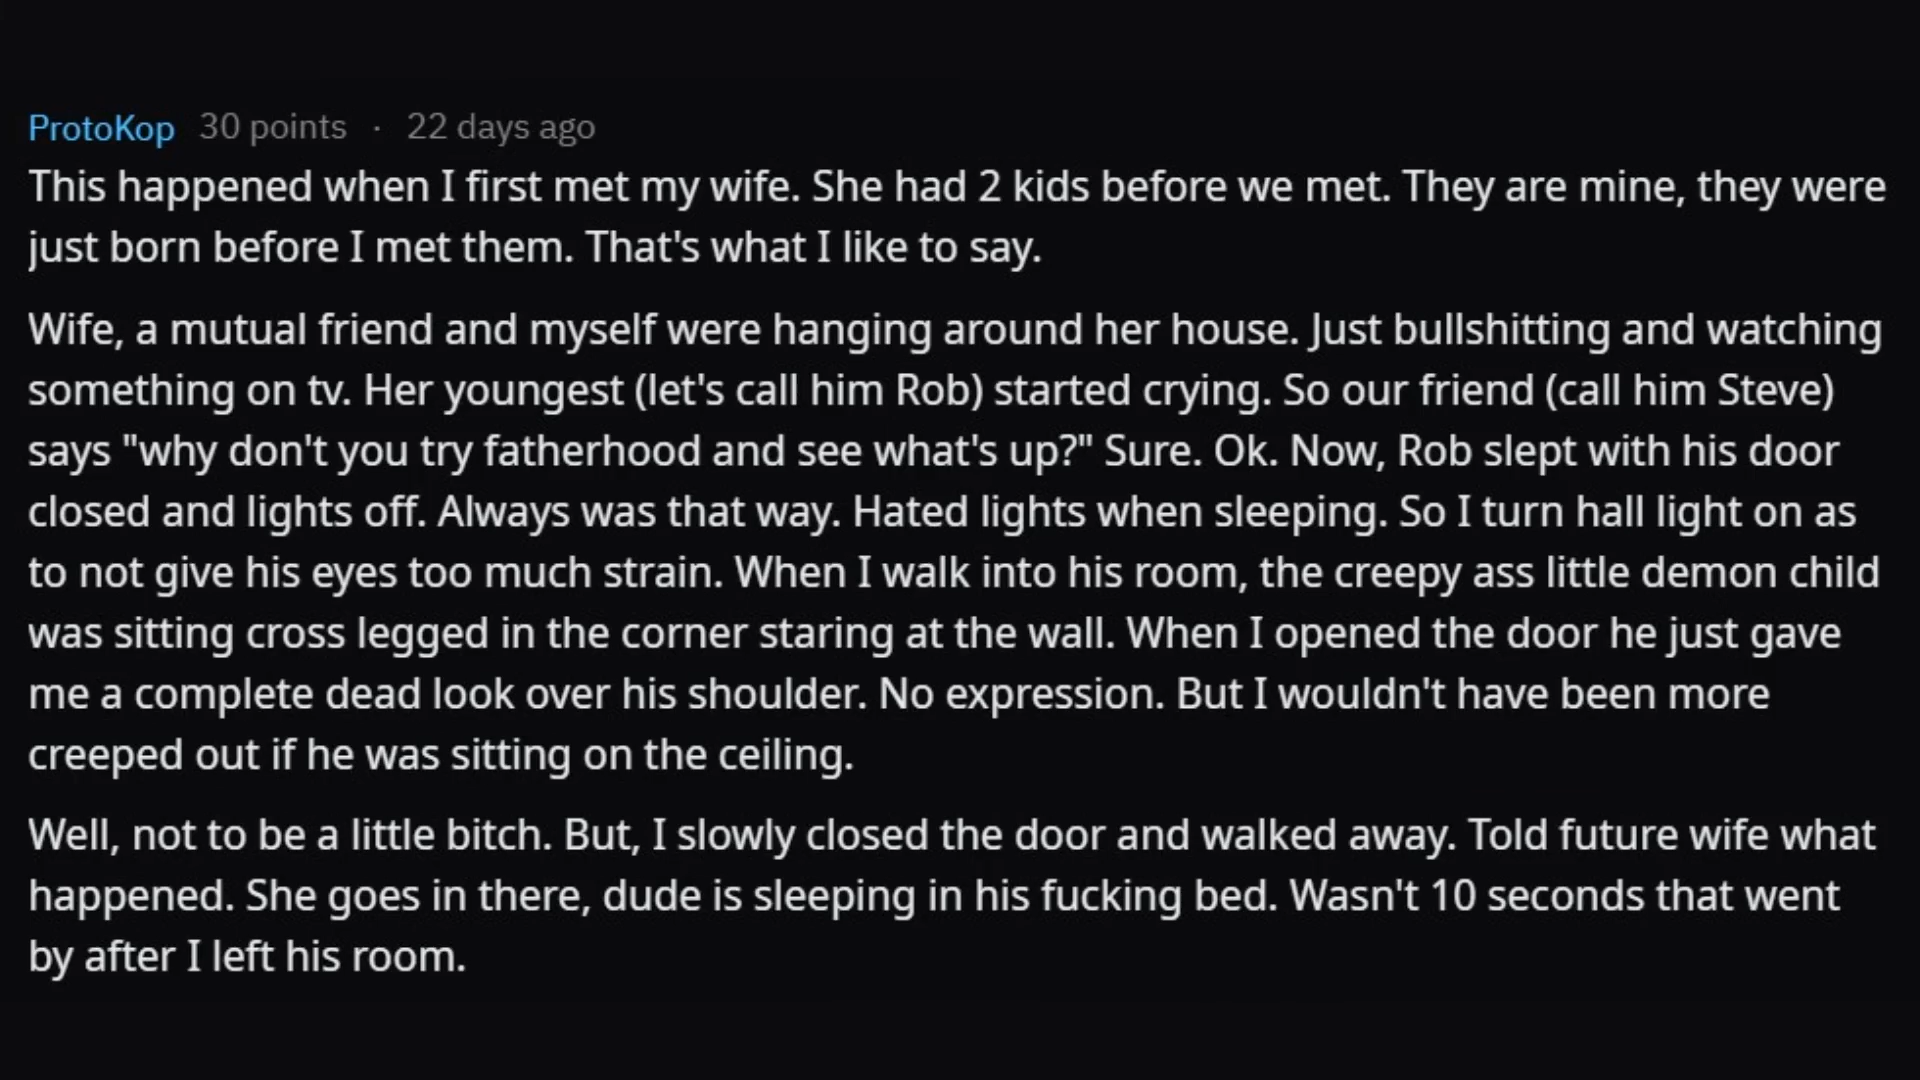 ProtoKop 30 points · 22 days ago
This happened when I first met my wife. She had 2 kids before we met. They are mine, they were
just born before I met them. That's what I like to say.
Wife, a mutual friend and myself were hanging around her house. Just bullshitting and watching
something on tv. Her youngest (let's call him Rob) started crying. So our friend (call him Steve)
says "why don't you try fatherhood and see what's up?" Sure. Ok. Now, Rob slept with his door
closed and lights off. Always was that way. Hated lights when sleeping. So I turn hall light on as
to not give his eyes too much strain. When I walk into his room, the creepy ass little demon child
was sitting cross legged in the corner staring at the wall. When I opened the door he just gave
me a complete dead look over his shoulder. No expression. But I wouldn't have been more
creeped out if he was sitting on the ceiling.
Well, not to be a little bitch. But, I slowly closed the door and walked away. Told future wife what
happened. She goes in there, dude is sleeping in his fucking bed. Wasn't 10 seconds that went
by after I left his room.